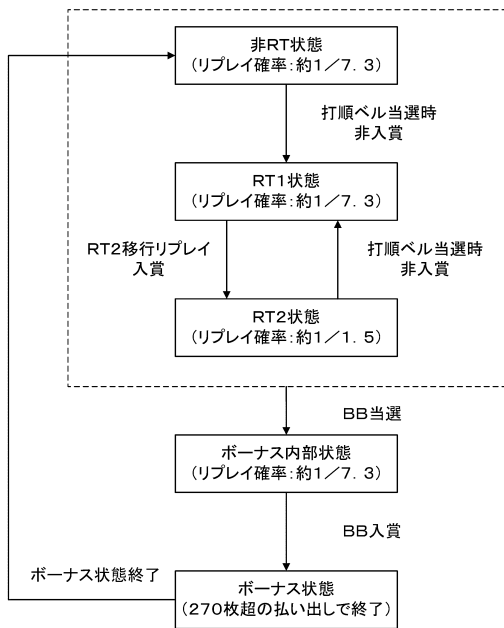 非RT状態
(リプレイ確率:約1/7.3)
打順ベル当選時
非入賞
RT1状態
(リプレイ確率:約1/7.3)
RT2移行リプレイ
入賞
打順ベル当選時
非入賞
RT2状態
(リプレイ確率:約1/1.5)
BB当選
ボーナス内部状態
(リプレイ確率:約1/7.3)
BB入賞
ボーナス状態終了
ボーナス状態
(270枚超の払い出しで終了)